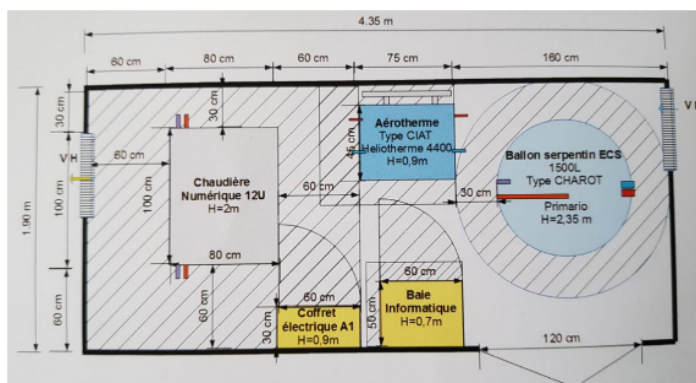 4.35 m
60 cm
80 cm
60 cm
75 cm
160 cm
30 cm
30 cm
V H
60 cm
100 cm
1.90 m
60 cm
100 cm
Chaudière
Numérique 12U
H=2m
80 cm
60 cm
30 cm
60 cm
45 cm
Aérotherme
Type CIAT
Heliotherme 4400
H=0,9m
30 cm
Ballon serpentin ECS
1500L
Type CHAROT
Primario
H=2,35 m
60 cm
Coffret
électrique A1
H=0,9m
50 cm
60 cm
Baie
Informatique
H=0,7m
120 cm